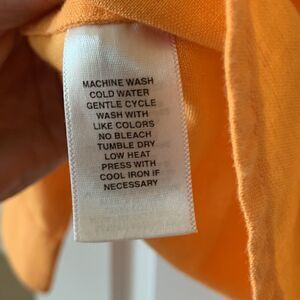 MACHINE WASH
COLD WATER
GENTLE CYCLE
WASH WITH
LIKE COLORS
NO BLEACH
TUMBLE DRY
LOW HEAT
PRESS WITH
COOL IRON IF
NECESSARY